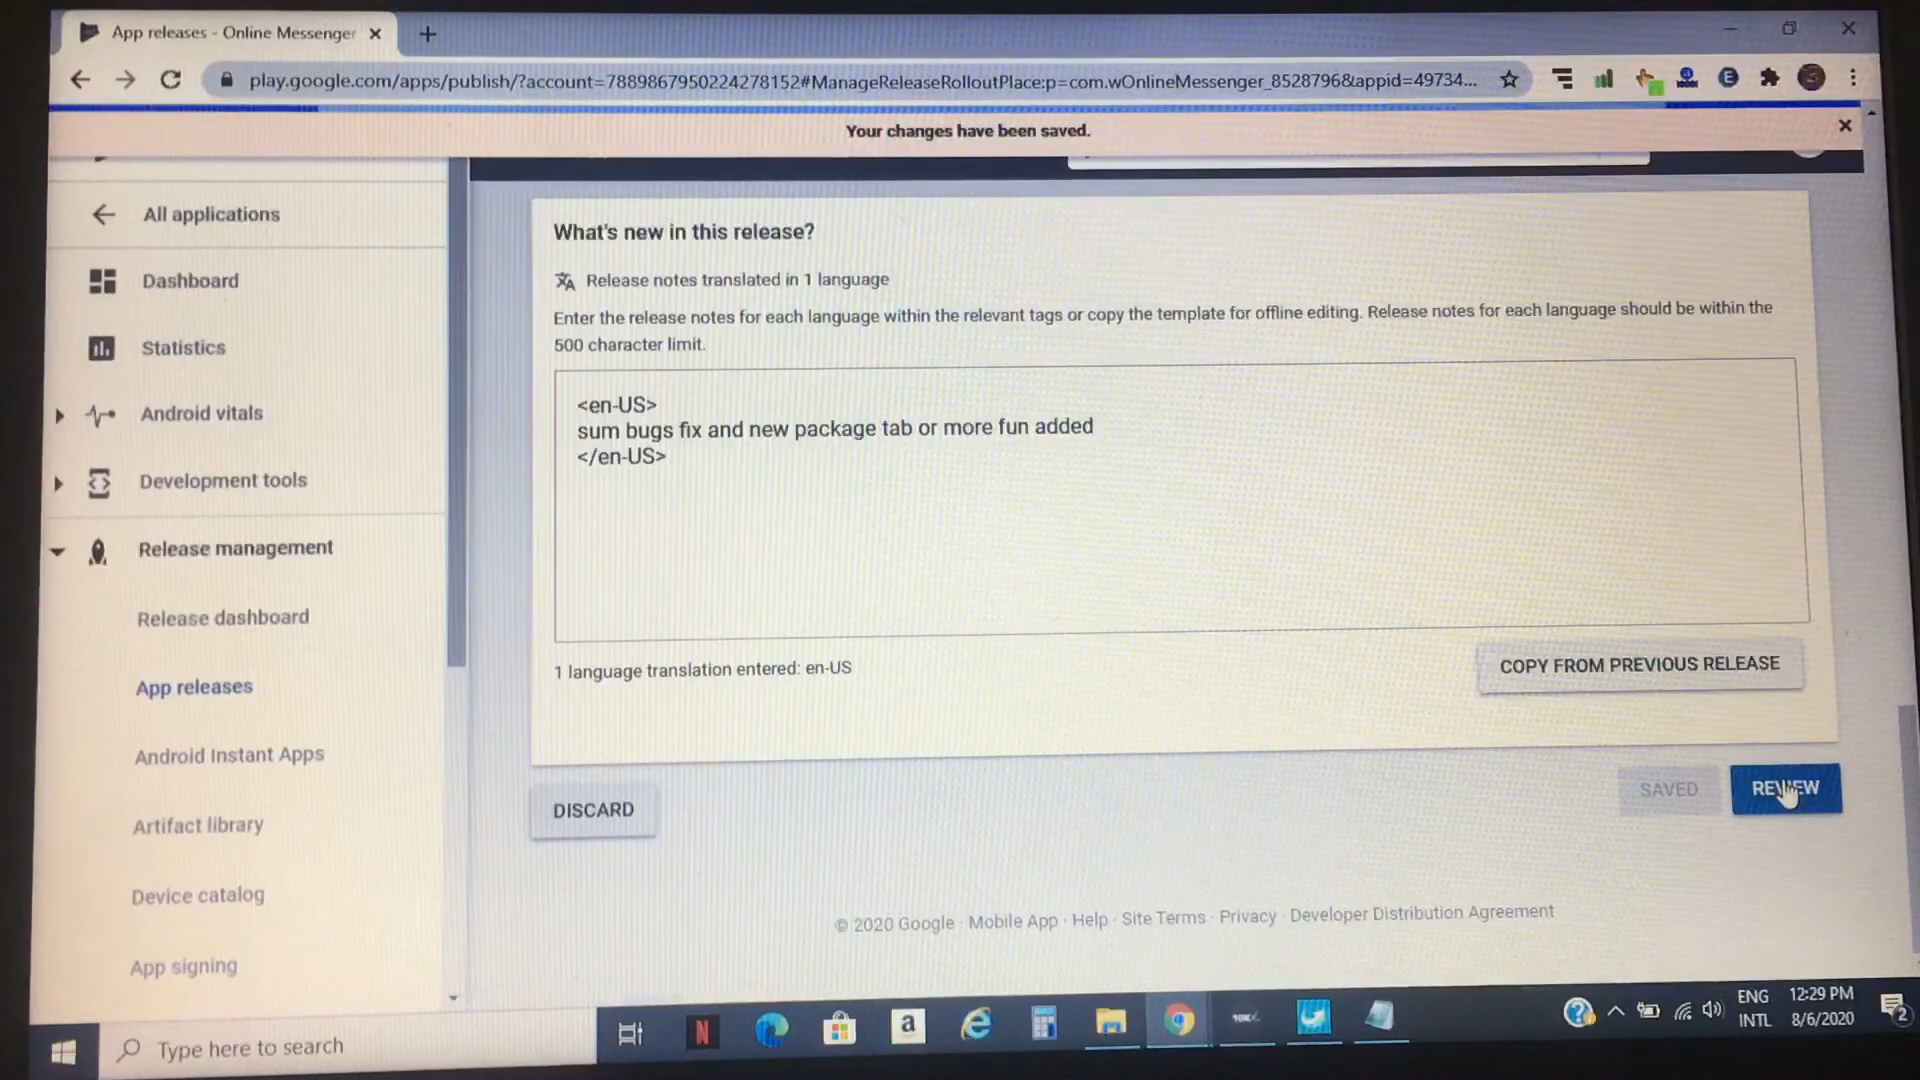 App releases - Online Messenger
play.google.com/apps/publish/?account=7889867950224278152#ManageReleaseRolloutPlace:p=com.wOnlineMessenger_8528796&appid=49734...
Your changes have been saved.
All applications
Dashboard
Statistics
Android vitals
Development tools
Release management
Release dashboard
App releases
Android Instant Apps
Artifact library
Device catalog
App signing
What's new in this release?
Release notes translated in 1 language
Enter the release notes for each language within the relevant tags or copy the template for offline editing. Release notes for each language should be within the
500 character limit.
<en-US>
sum bugs fix and new package tab or more fun added
</en-US>
1 language translation entered: en-US
COPY FROM PREVIOUS RELEASE
DISCARD
SAVED
REVIEW
© 2020 Google · Mobile App · Help · Site Terms · Privacy · Developer Distribution Agreement
Type here to search
ENG
INTL
12:29 PM
8/6/2020
2